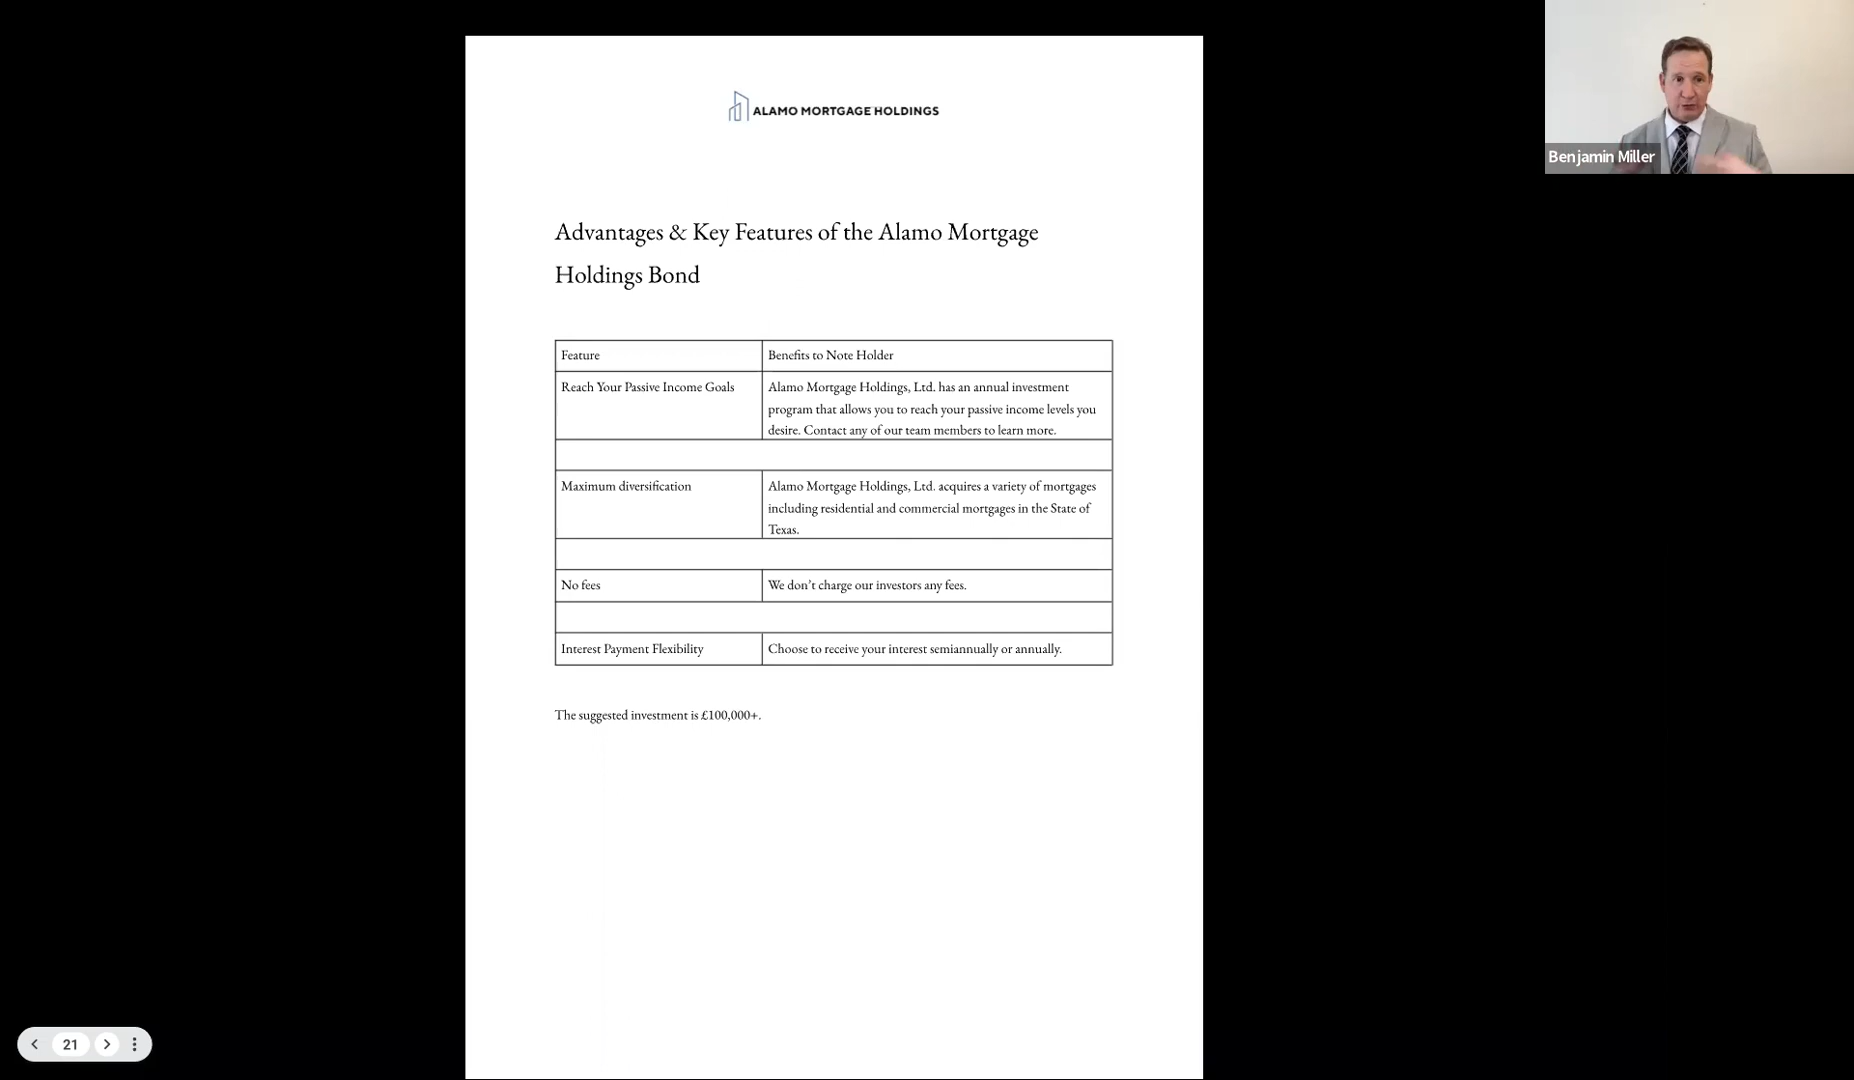 ALAMO MORTGAGE HOLDINGS
Benjamin Miller
Advantages & Key Features of the Alamo Mortgage
Holdings Bond
Feature
Benefits to Note Holder
Reach Your Passive Income Goals
Alamo Mortgage Holdings, Ltd. has an annual investment
program that allows you to reach your passive income levels you
desire. Contact any of our team members to learn more.
Maximum diversification
Alamo Mortgage Holdings, Ltd. acquires a variety of mortgages
including residential and commercial mortgages in the State of
Texas.
No fees
We don’t charge our investors any fees.
Interest Payment Flexibility
Choose to receive your interest semiannually or annually.
The suggested investment is £100,000+.
21